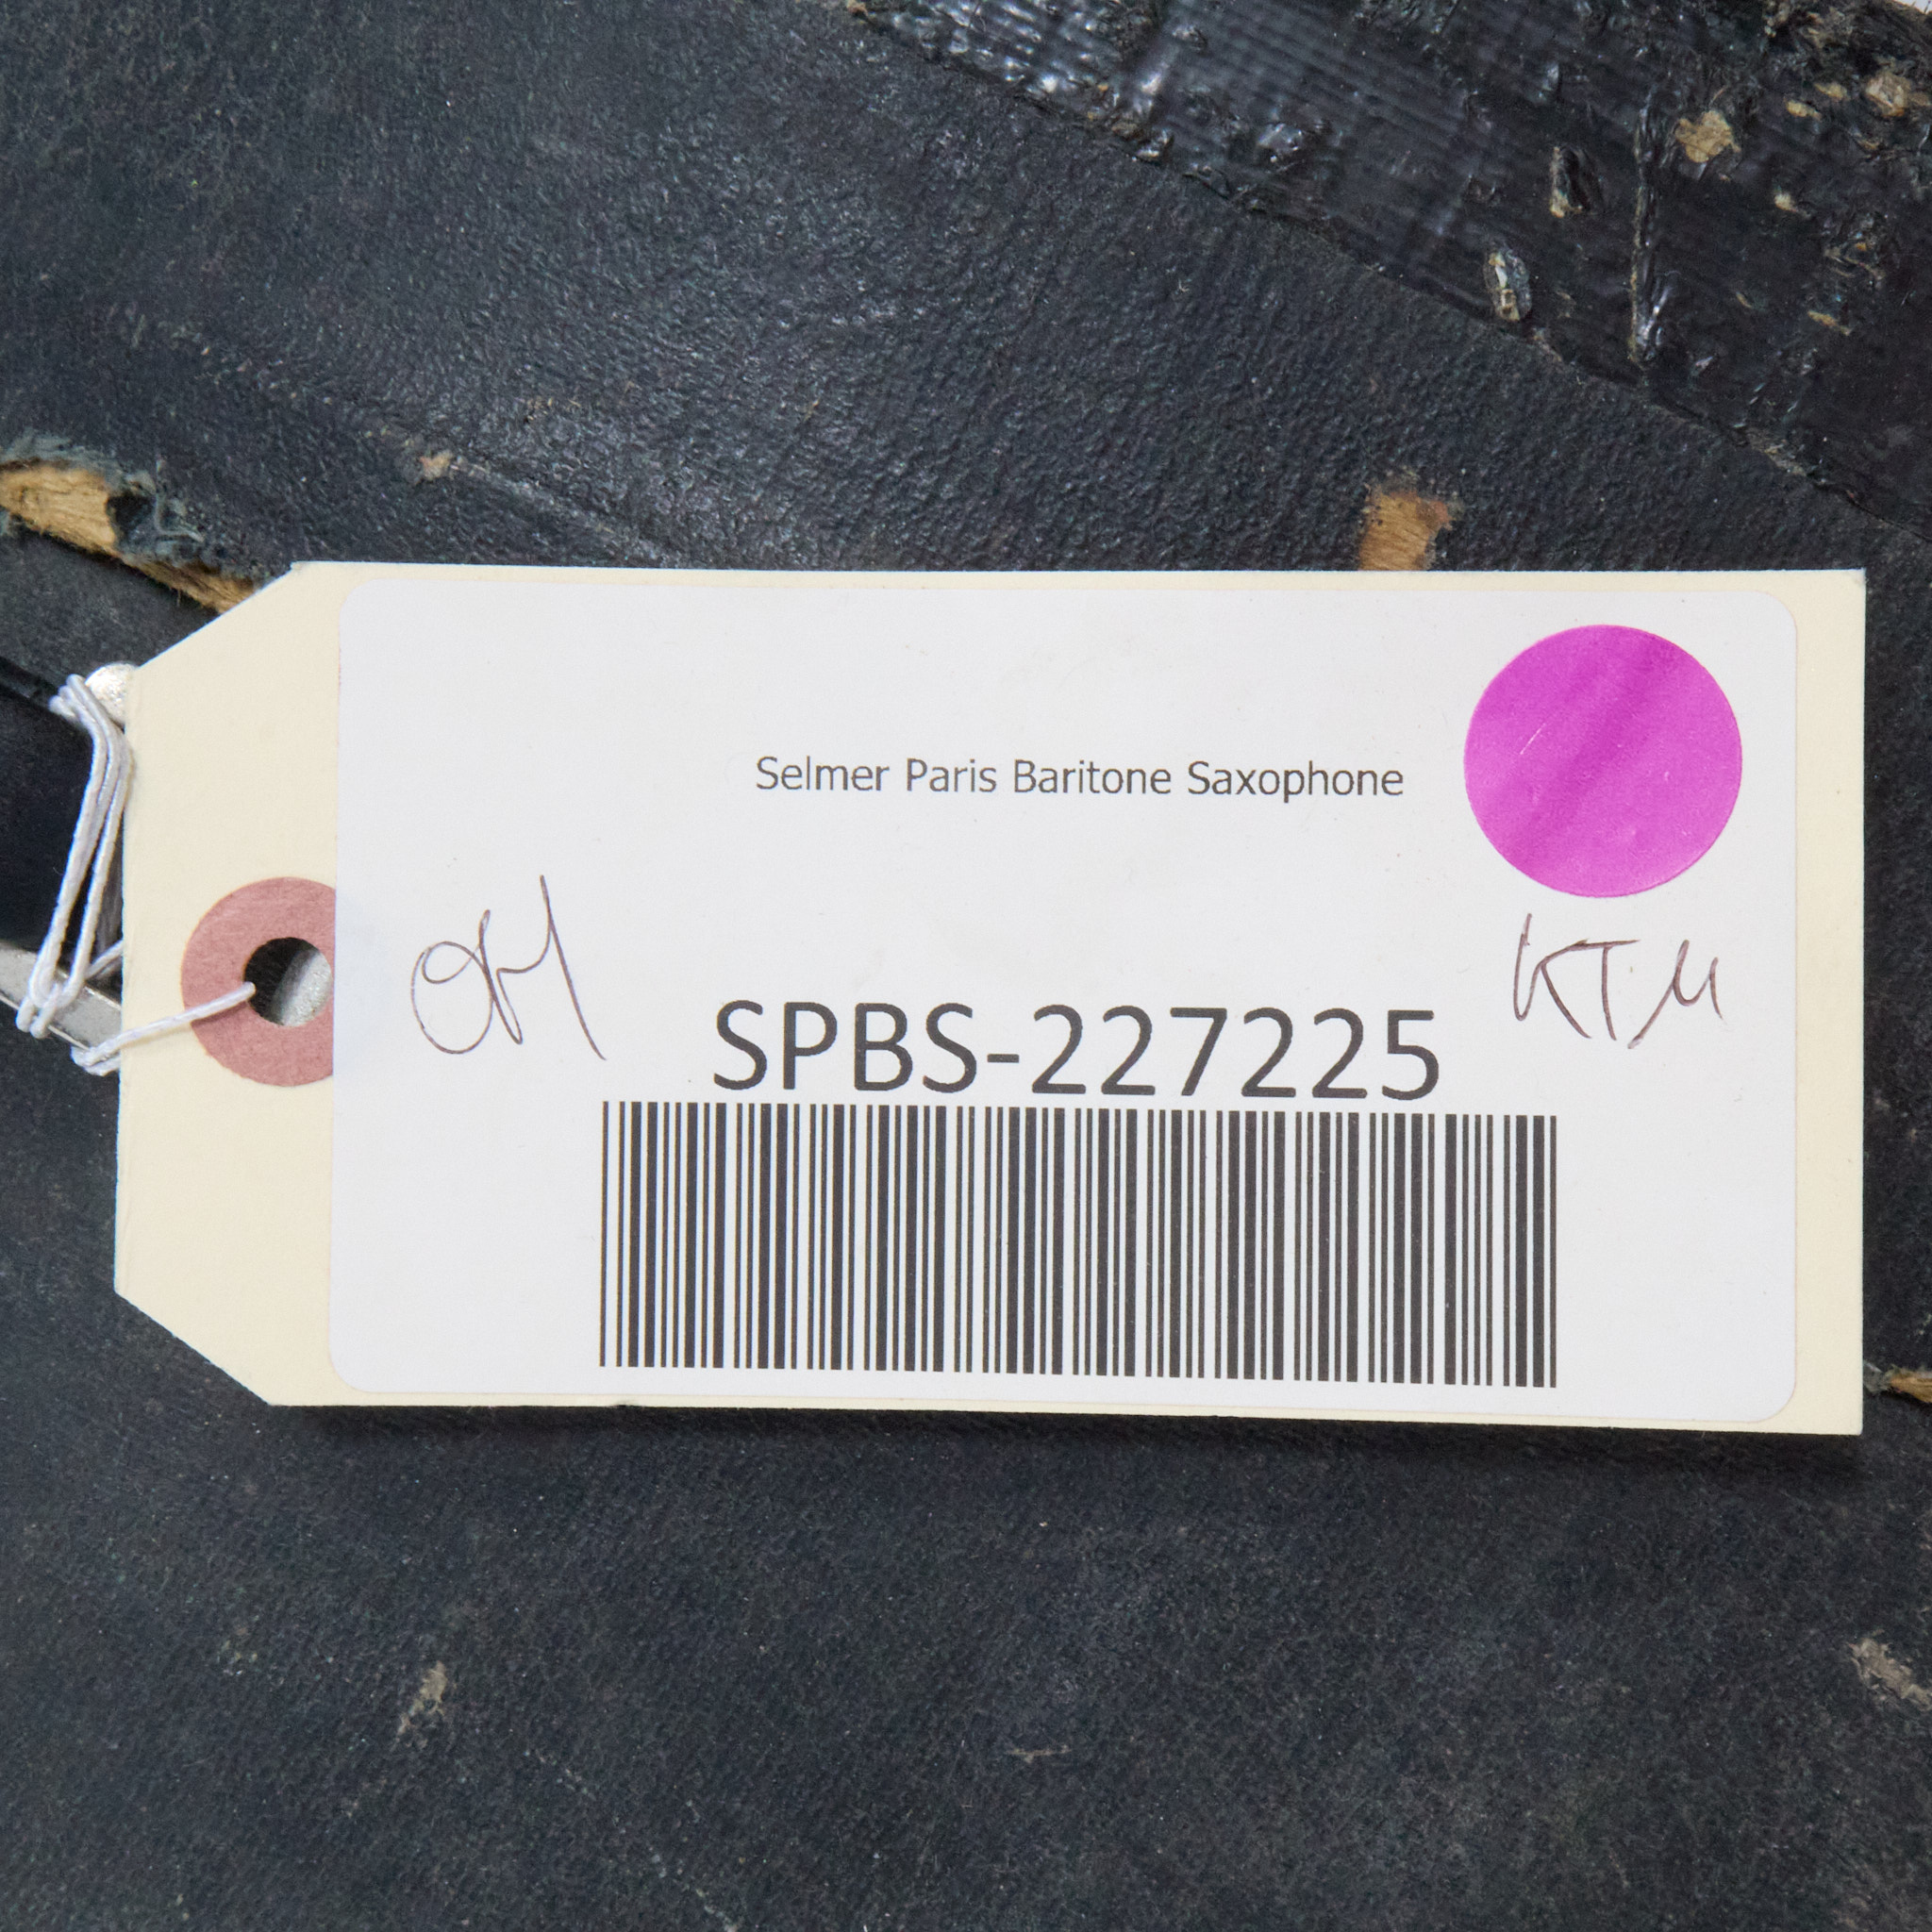 Selmer Paris Baritone Saxophone
KTM
SPBS-227225